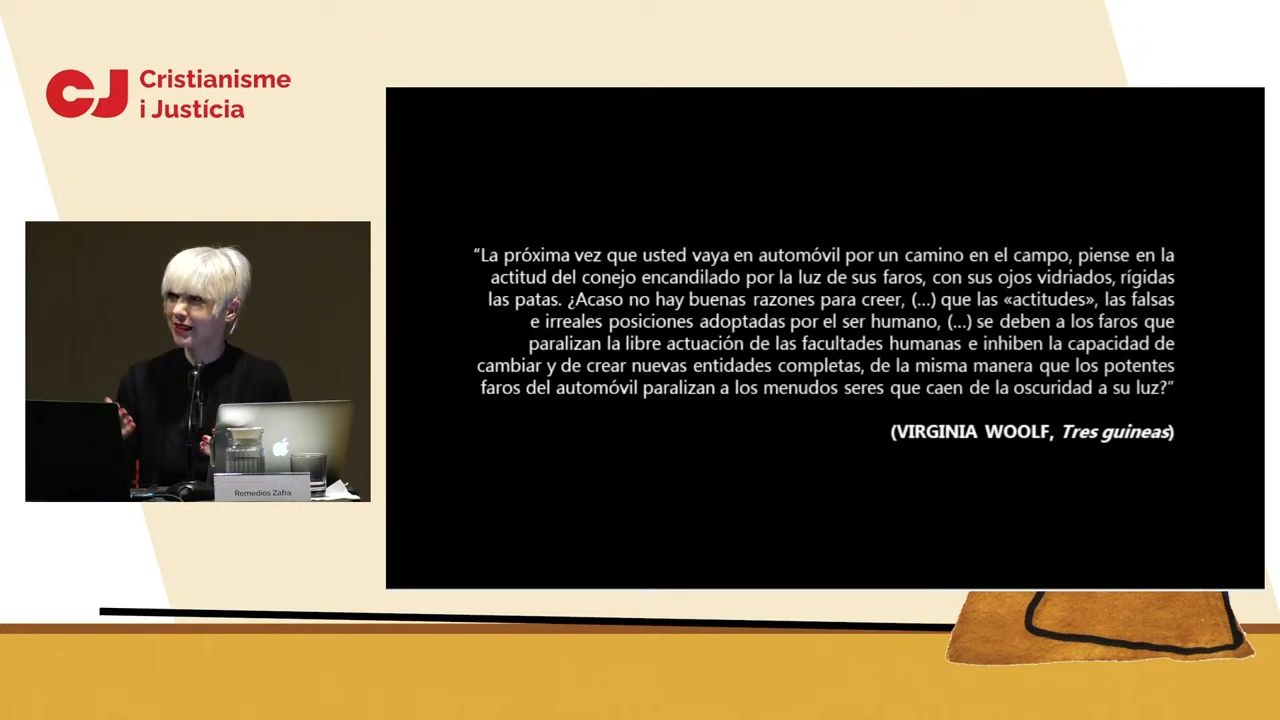 Cristianisme
i Justícia
“La próxima vez que usted vaya en automóvil por un camino en el campo, piense en la
actitud del conejo encandilado por la luz de sus faros, con sus ojos vidriados, rígidas
las patas. ¿Acaso no hay buenas razones para creer, (…) que las «actitudes», las falsas
e irreales posiciones adoptadas por el ser humano, (…) se deben a los faros que
paralizan la libre actuación de las facultades humanas e inhiben la capacidad de
cambiar y de crear nuevas entidades completas, de la misma manera que los potentes
faros del automóvil paralizan a los menudos seres que caen de la oscuridad a su luz?”
(VIRGINIA WOOLF, Tres guineas)
Remedios Zafra